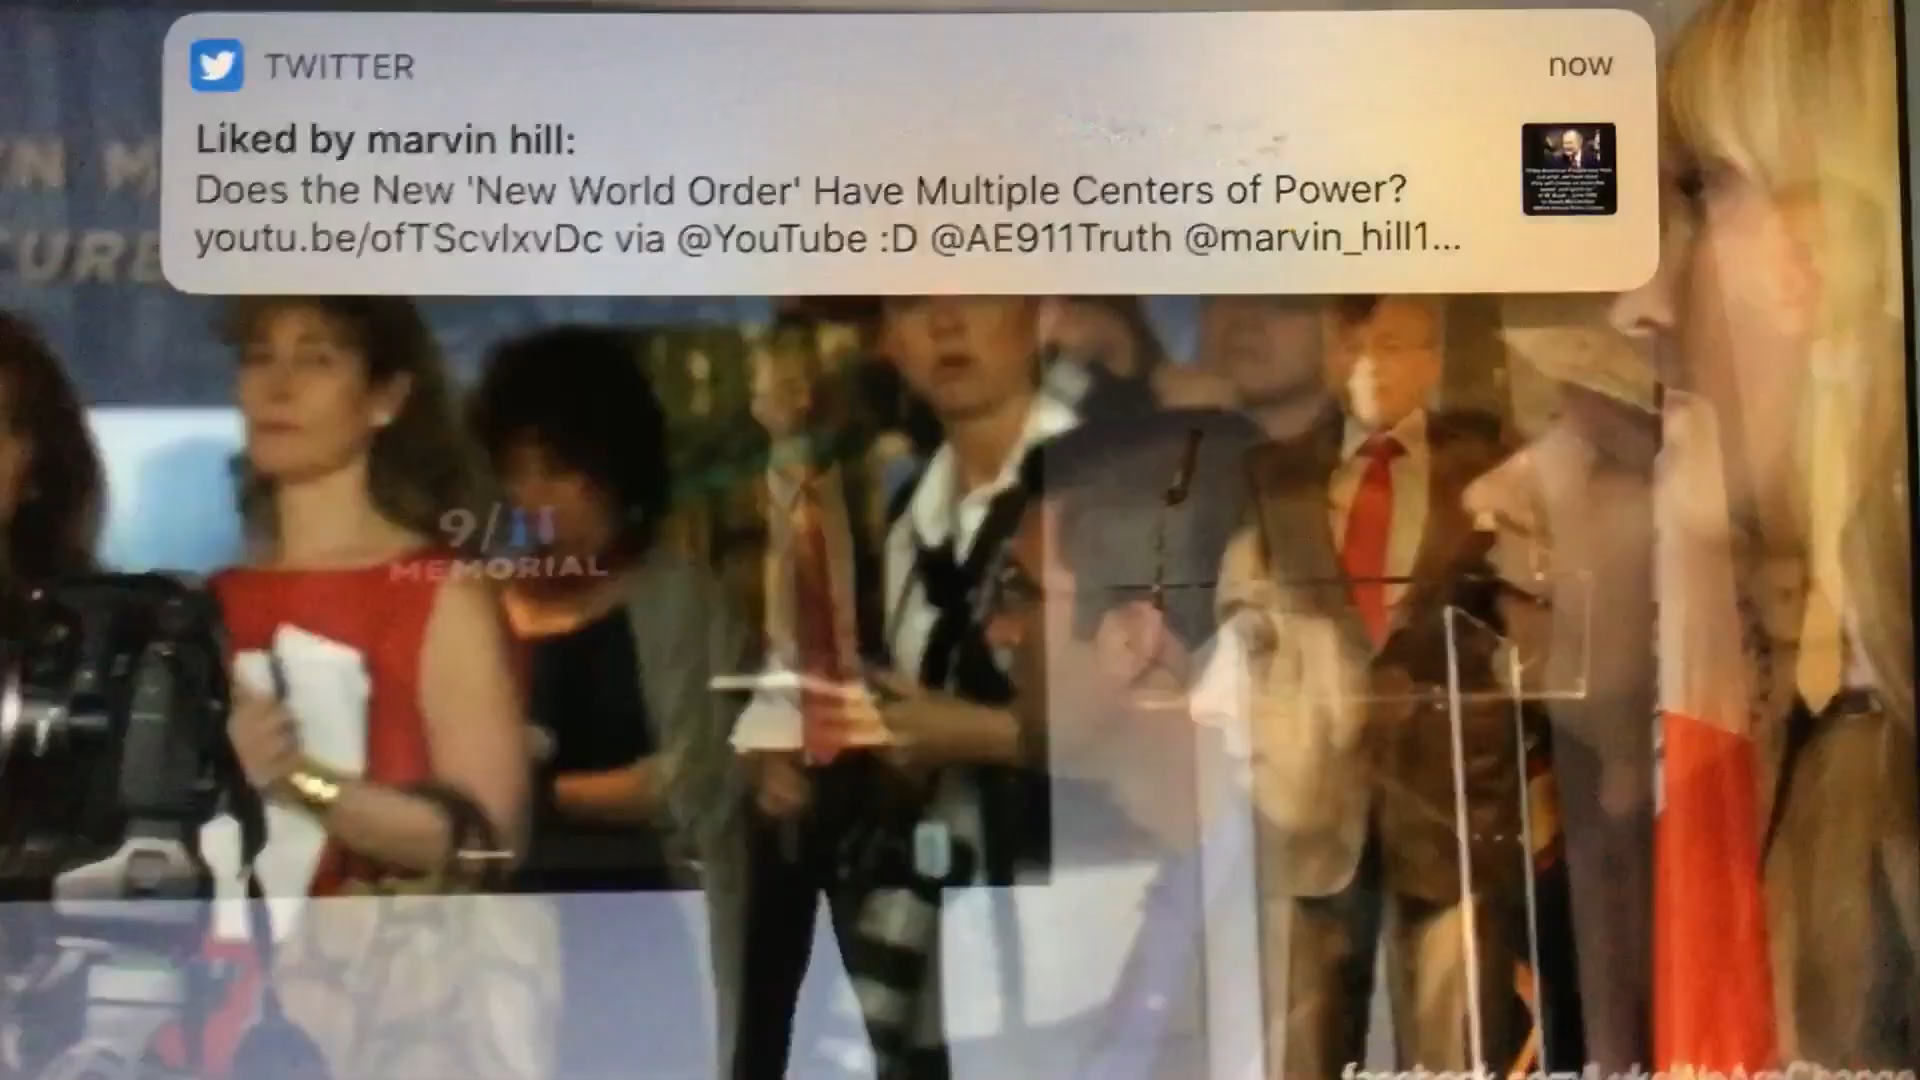 TWITTER
now
Liked by marvin hill:
Does the New 'New World Order' Have Multiple Centers of Power?
youtu.be/ofTScvIxvDc via @YouTube :D @AE911Truth @marvin_hill1...
9/11
MEMORIAL